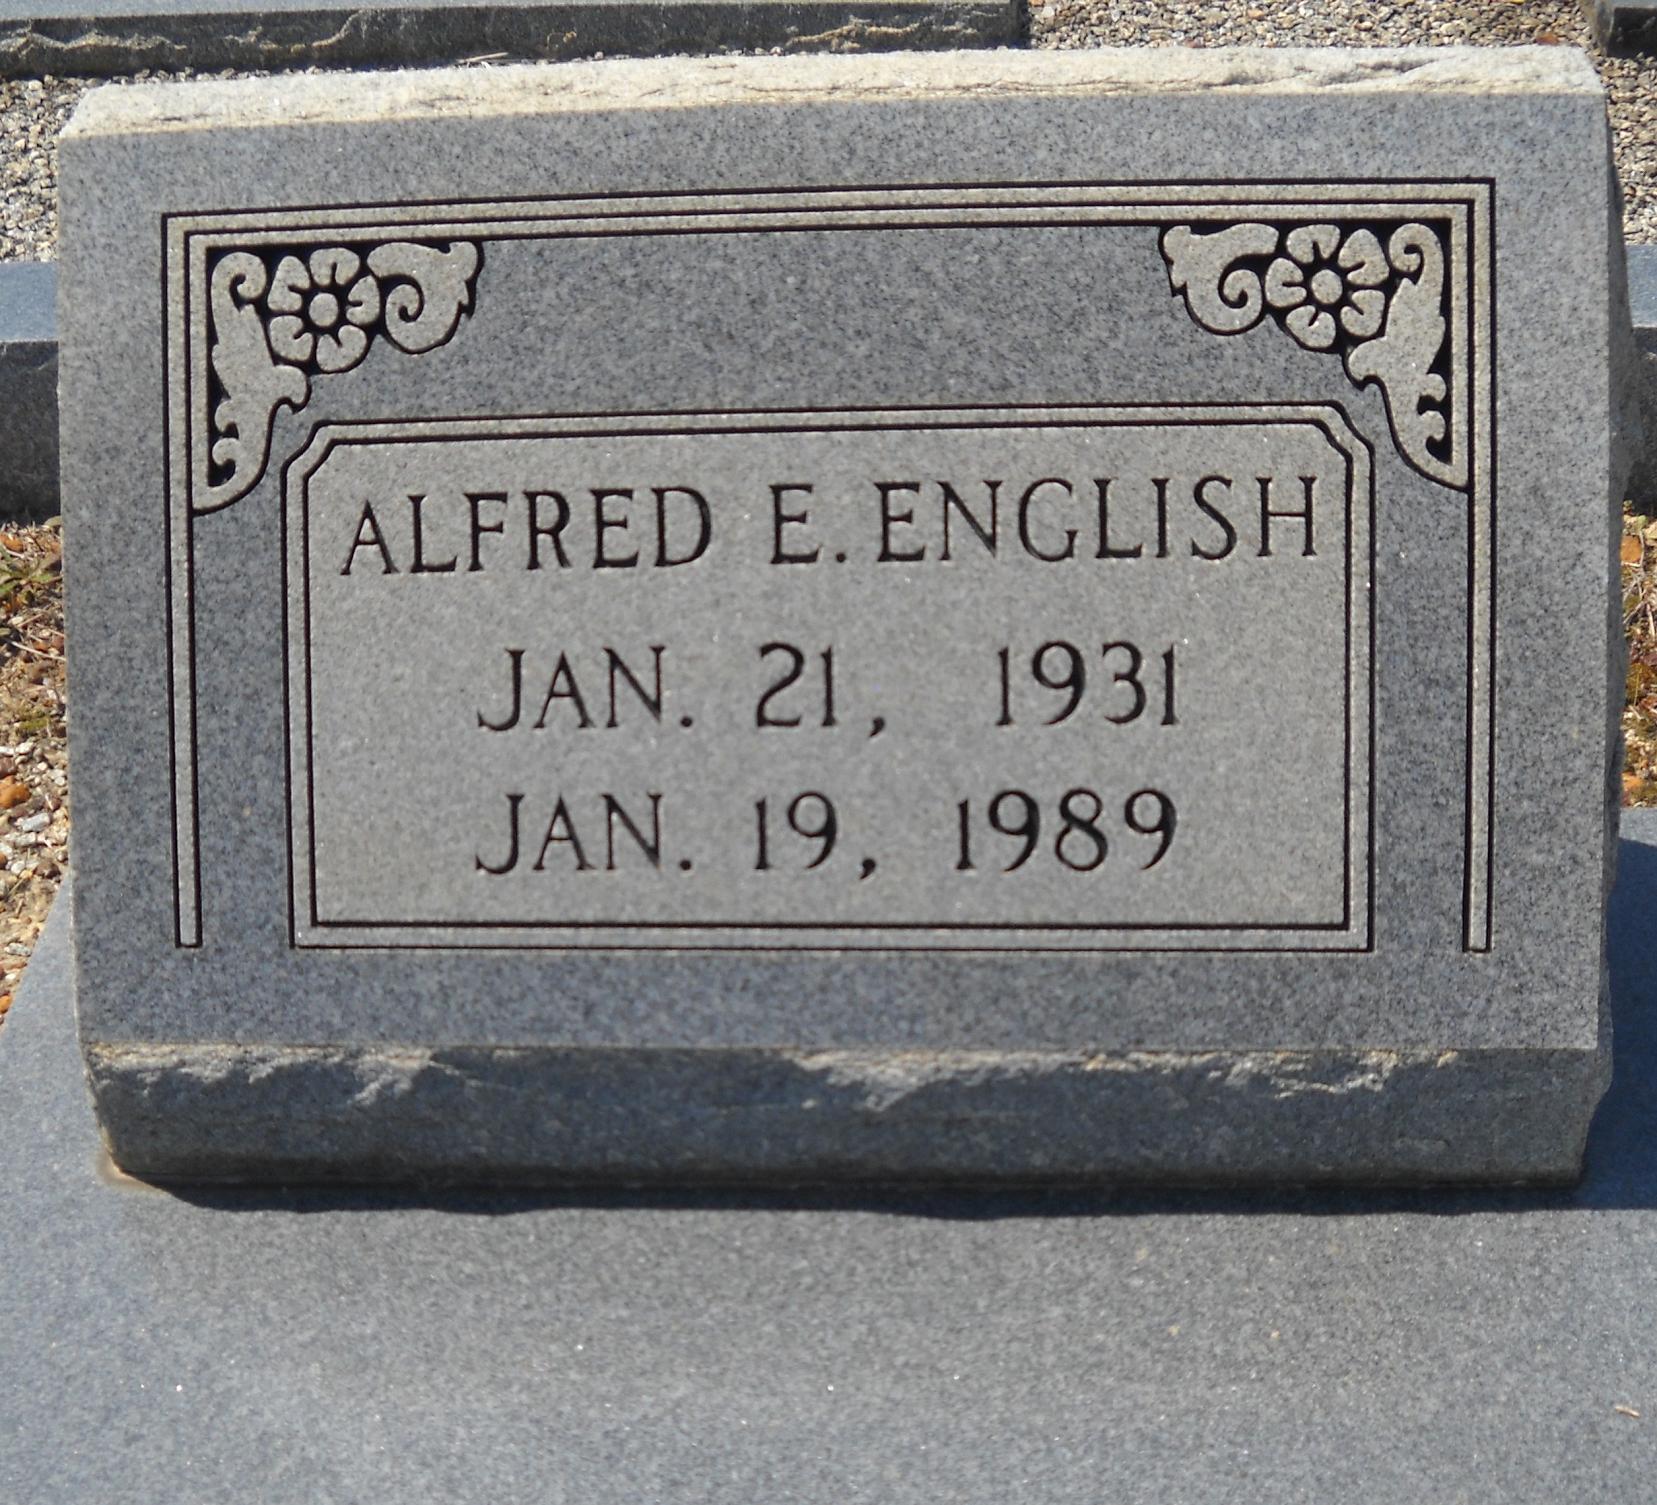 ALFRED E. ENGLISH
JAN. 21, 1931
JAN. 19, 1989